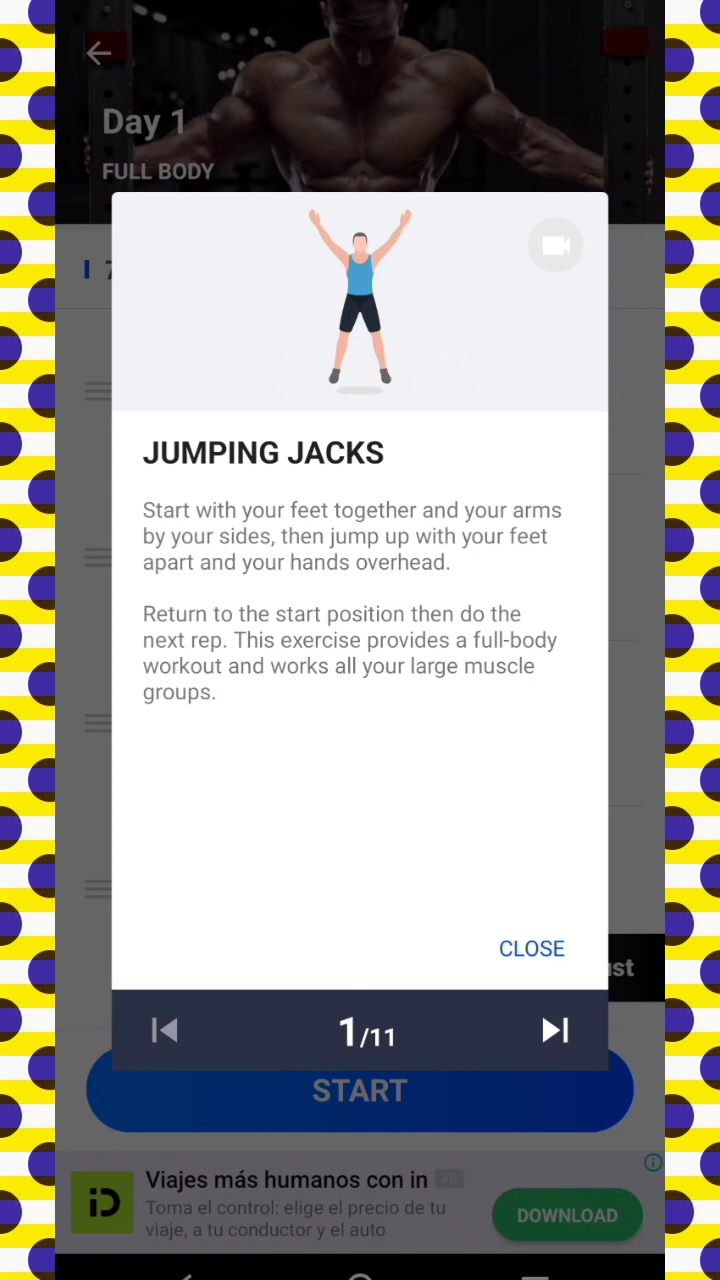 Day 1
FULL BODY
7
JUMPING JACKS
Start with your feet together and your arms
by your sides, then jump up with your feet
apart and your hands overhead.
Return to the start position then do the
next rep. This exercise provides a full-body
workout and works all your large muscle
groups.
CLOSE
1/11
START
Viajes más humanos con in AD
Toma el control: elige el precio de tu
viaje, a tu conductor y el auto
DOWNLOAD
iD